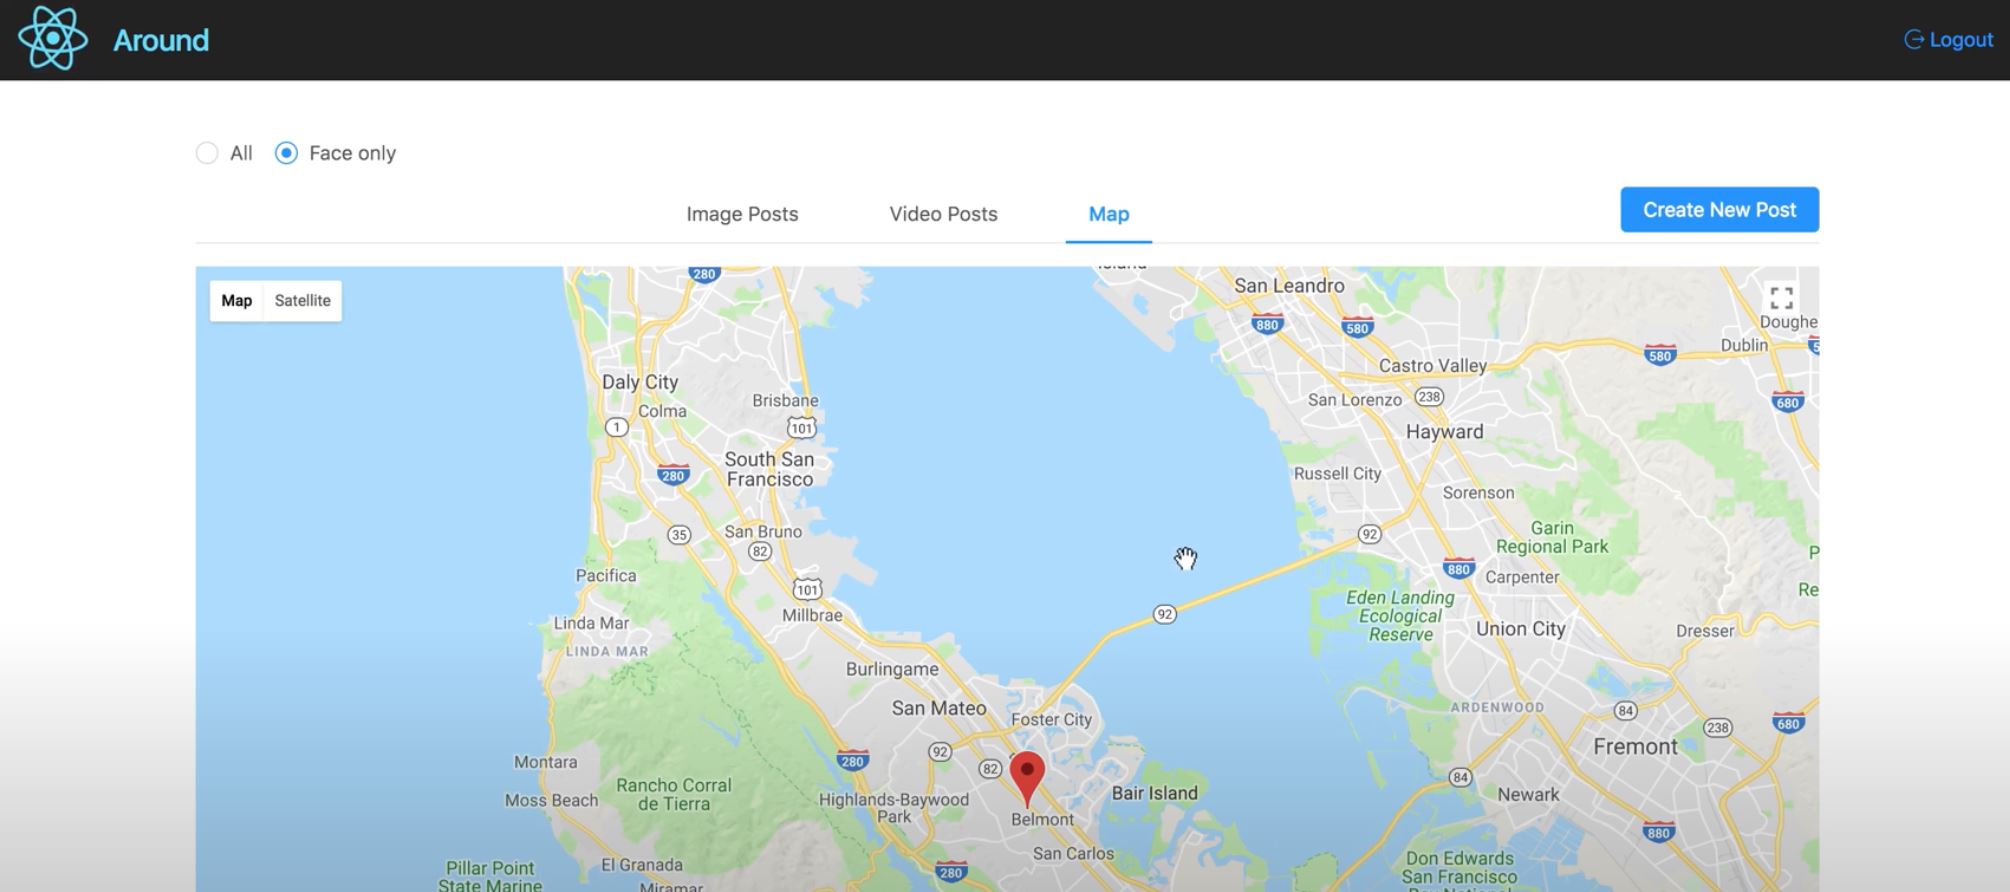 Around
Logout
All
Face only
Image Posts
Video Posts
Map
Create New Post
Map
Satellite
280
Island
San Leandro
880
580
Doughe
Dublin
580
Castro Valley
Daly City
Colma
Brisbane
San Lorenzo
238
680
1
101
Hayward
South San
Francisco
280
Russell City
Sorenson
35
San Bruno
82
92
Garin
Regional Park
P
Pacifica
101
880
Carpenter
Re
Millbrae
92
Eden Landing
Ecological
Reserve
Linda Mar
LINDA MAR
Union City
Dresser
Burlingame
San Mateo
Foster City
ARDENWOOD
84
238
680
92
280
82
Fremont
Montara
Rancho Corral
de Tierra
Moss Beach
Highlands-Baywood
Park
Bair Island
84
Newark
Belmont
880
San Carlos
El Granada
280
Pillar Point
State Marine
Miramar
Don Edwards
San Francisco